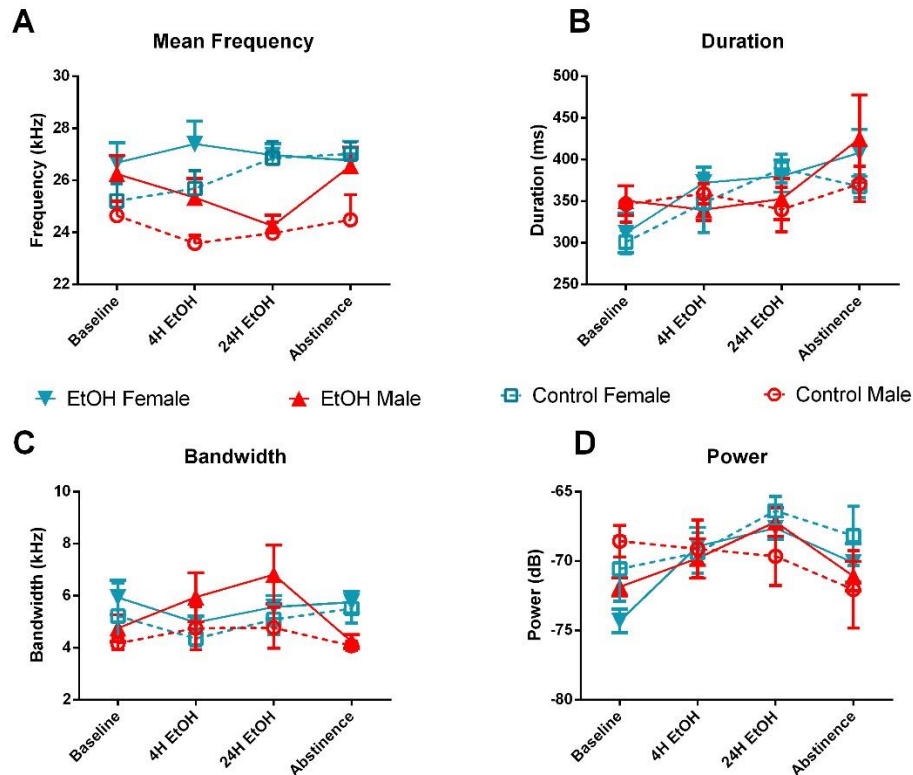 A
Mean Frequency
Frequency (kHz)
30
28
26
24
22
Baseline
4H EtOH
24H EtOH
Abstinence
B
Duration
Duration (ms)
500
450
400
350
300
250
Baseline
4H EtOH
24H EtOH
Abstinence
EtOH Female
EtOH Male
Control Female
Control Male
C
Bandwidth
Bandwidth (kHz)
10
8
6
4
2
Baseline
4H EtOH
24H EtOH
Abstinence
D
Power
Power (dB)
-65
-70
-75
-80
Baseline
4H EtOH
24H EtOH
Abstinence